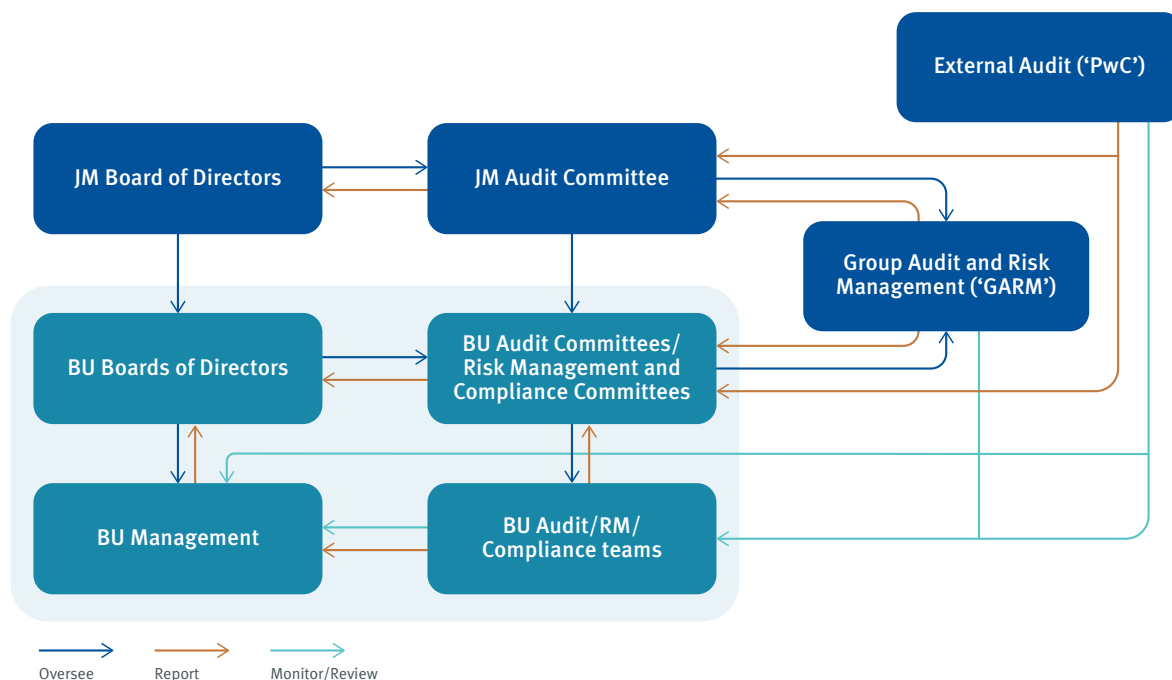 External Audit (‘PwC’)
JM Board of Directors
JM Audit Committee
Group Audit and Risk
Management (‘GARM’)
BU Boards of Directors
BU Audit Committees/
Risk Management and
Compliance Committees
BU Management
BU Audit/RM/
Compliance teams
Oversee
Report
Monitor/Review